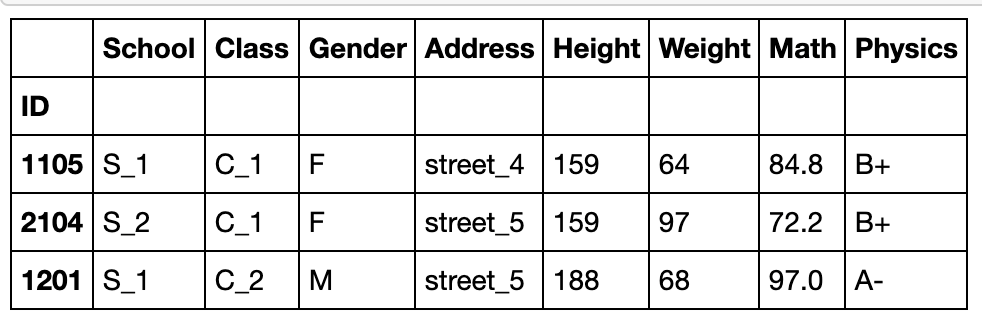 School Class Gender Address Height Weight Math Physics
ID
1105 S_1 C_1 F street_4 159 64 84.8 B+
2104 S_2 C_1 F street_5 159 97 72.2 B+
1201 S_1 C_2 M street_5 188 68 97.0 A-